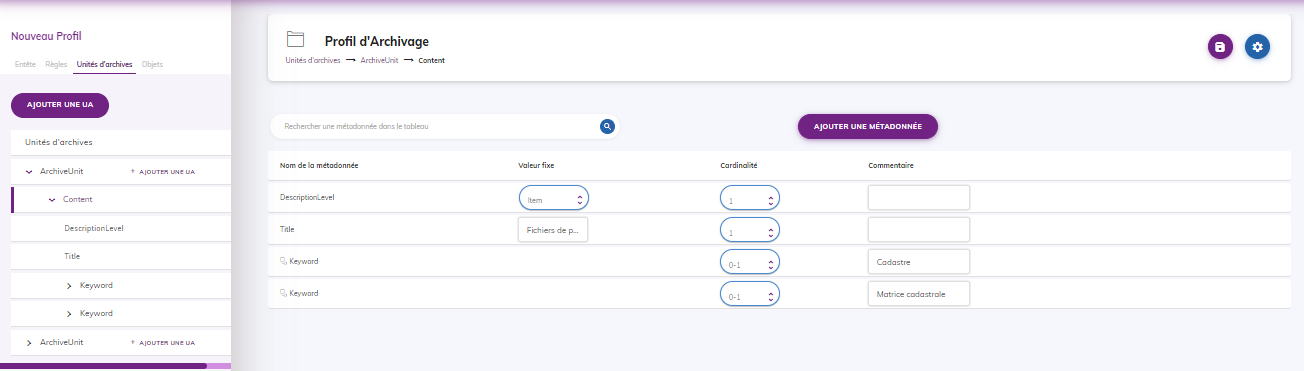 Nouveau Profil
Entête Règles Unités d'archives Objets
AJOUTER UNE UA
Unités d'archives
ArchiveUnit + AJOUTER UNE UA
Content
DescriptionLevel
Title
Keyword
Keyword
ArchiveUnit + AJOUTER UNE UA
Profil d'Archivage
Unités d'archives → ArchiveUnit → Content
Rechercher une métadonnée dans le tableau
AJOUTER UNE MÉTADONNÉE
Nom de la métadonnée Valeur fixe Cardinalité Commentaire
DescriptionLevel Item 1
Title Fichiers de p... 1
Keyword 0-1 Cadastre
Keyword 0-1 Matrice cadastrale